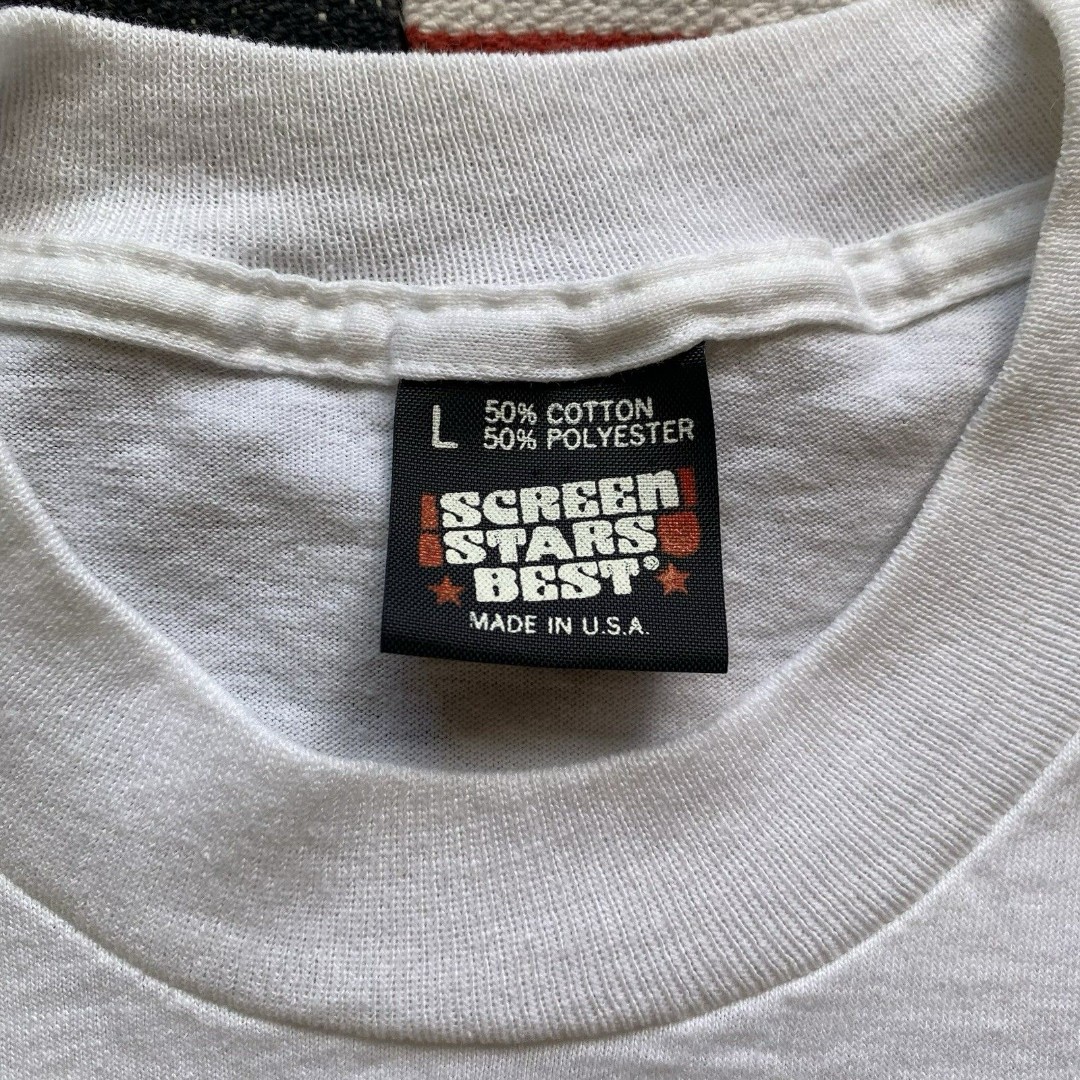 L 50% COTTON
50% POLYESTER
SCREEN
STARS
BEST®
MADE IN U.S.A.